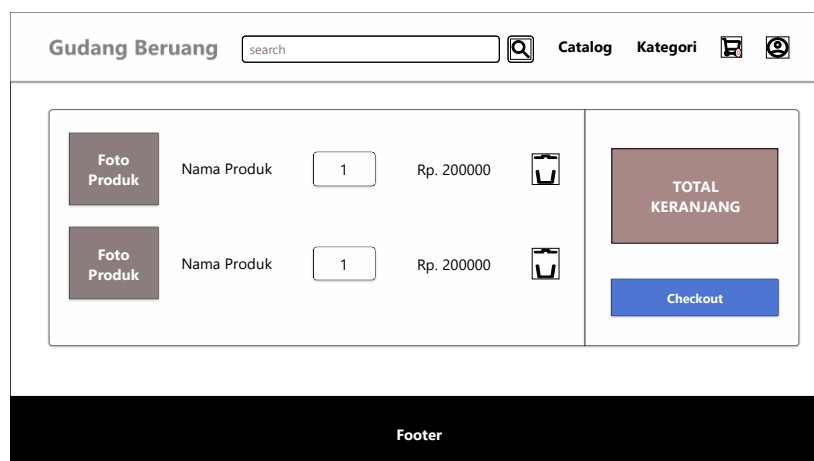 Gudang Bearuang
search
Catalog
Kategori
Foto
Produk
Nama Produk
1
Rp. 200000
Foto
Produk
Nama Produk
1
Rp. 200000
TOTAL
KERANJANG
Checkout
Footer